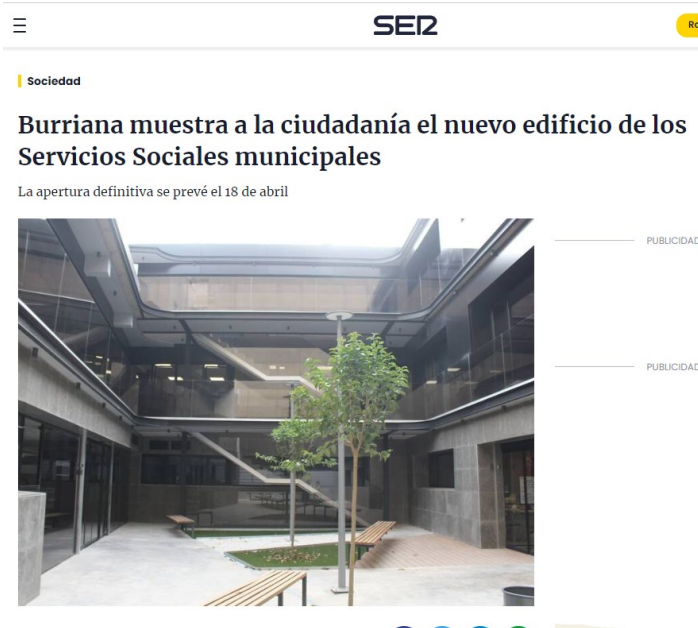 SER
Sociedad
Burriana muestra a la ciudadanía el nuevo edificio de los
Servicios Sociales municipales
La apertura definitiva se prevé el 18 de abril
PUBLICIDAD
PUBLICIDAD